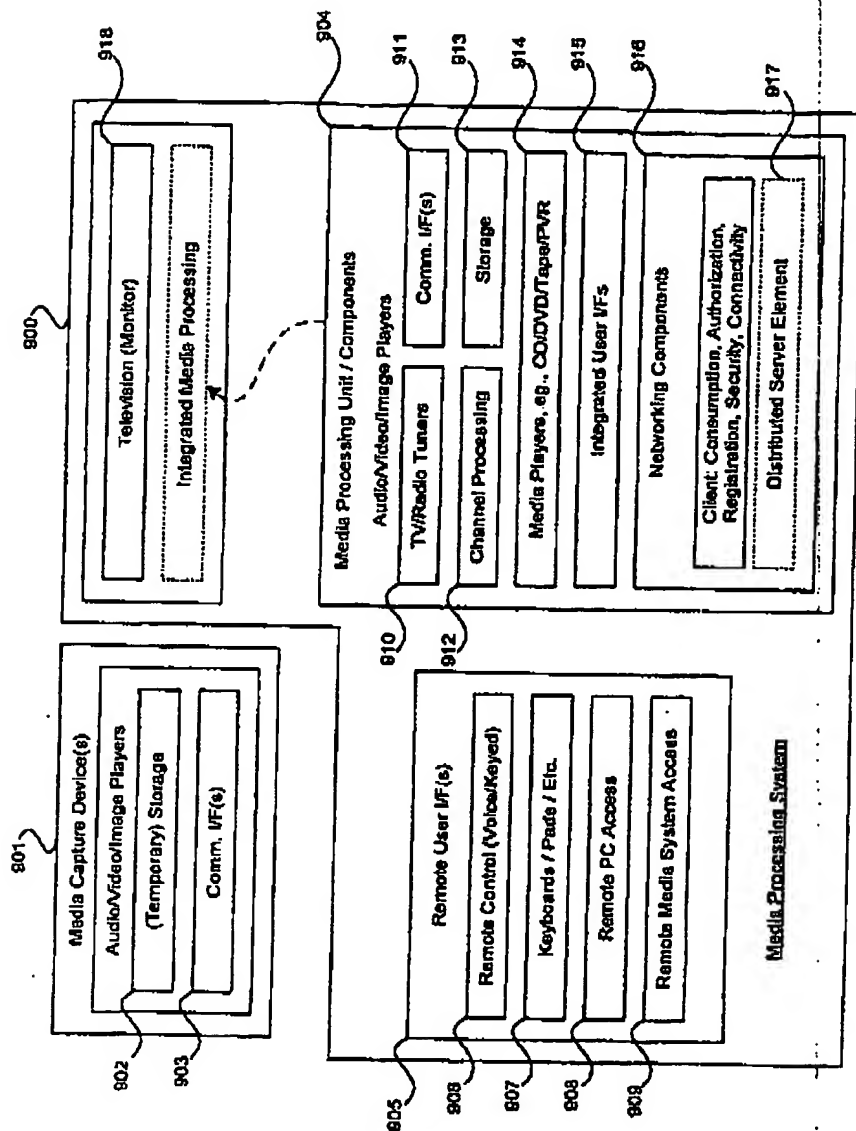 900
901
Media Capture Device(s)
Audio/Video/Image Players
(Temporary) Storage
Comm. I/F(s)
902
903
918
Television (Monitor)
Integrated Media Processing
904
Media Processing Unit / Components
Audio/Video/Image Players
TV/Radio Tuners
Comm. I/F(s)
Channel Processing
Storage
Media Players, eg., CD/DVD/Tape/PVR
Integrated User I/Fs
Networking Components
Client: Consumption, Authorization,
Registration, Security, Connectivity
Distributed Server Element
910
911
912
913
914
915
916
917
Remote User I/F(s)
Remote Control (Voice/Keyed)
Keyboards / Pads / Etc.
Remote PC Access
Remote Media System Access
905
906
907
908
909
Media Processing System